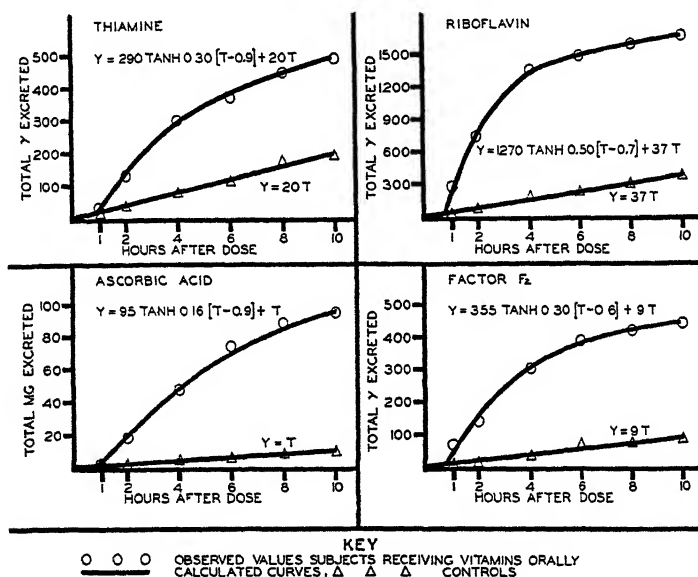 THIAMINE
Y = 290 TANH 0.30 [T-0.9] + 20 T
Y = 20 T
TOTAL γ EXCRETED
500
400
300
200
100
1 2 4 6 8 10
HOURS AFTER DOSE
RIBOFLAVIN
Y = 1270 TANH 0.50 [T-0.7] + 37 T
Y = 37 T
TOTAL γ EXCRETED
1500
1200
900
600
300
1 2 4 6 8 10
HOURS AFTER DOSE
ASCORBIC ACID
Y = 95 TANH 0.16 [T-0.9] + T
Y = T
TOTAL MG EXCRETED
100
80
60
40
20
1 2 4 6 8 10
HOURS AFTER DOSE
FACTOR F2
Y = 355 TANH 0.30 [T-0.6] + 9 T
Y = 9 T
TOTAL γ EXCRETED
500
400
300
200
100
1 2 4 6 8 10
HOURS AFTER DOSE
KEY
O O O OBSERVED VALUES SUBJECTS RECEIVING VITAMINS ORALLY
CALCULATED CURVES, Δ Δ Δ CONTROLS